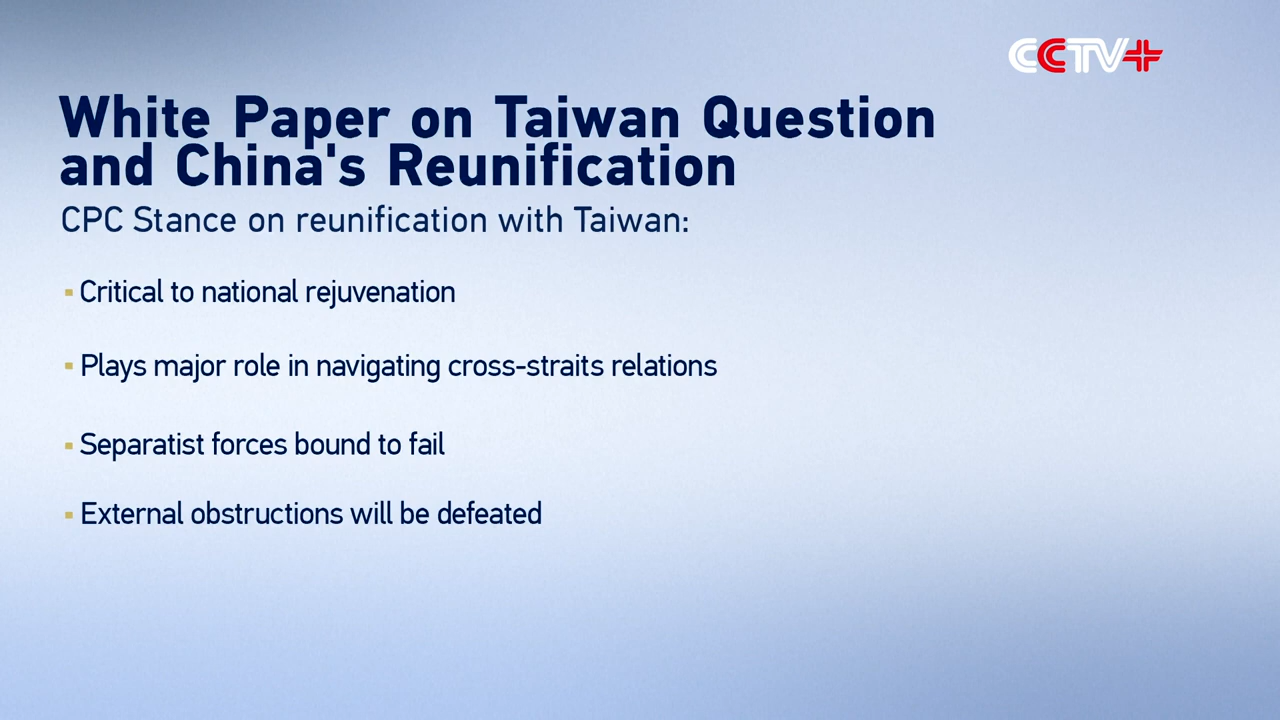 CCTV+
White Paper on Taiwan Question
and China's Reunification
CPC Stance on reunification with Taiwan:
Critical to national rejuvenation
Plays major role in navigating cross-straits relations
Separatist forces bound to fail
External obstructions will be defeated